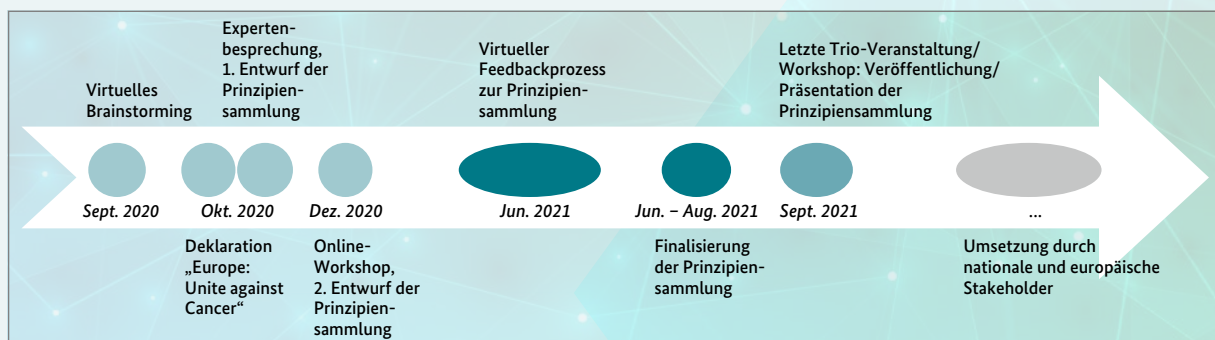 Virtuelles
Brainstorming
Experten-
besprechung,
1. Entwurf der
Prinzipien-
sammlung
Virtueller
Feedbackprozess
zur Prinzipien-
sammlung
Letzte Trio-Veranstaltung/
Workshop: Veröffentlichung/
Präsentation der
Prinzipiensammlung
Sept. 2020
Okt. 2020
Dez. 2020
Jun. 2021
Jun. – Aug. 2021
Sept. 2021
...
Deklaration
„Europe:
Unite against
Cancer“
Online-
Workshop,
2. Entwurf der
Prinzipien-
sammlung
Finalisierung
der Prinzipien-
sammlung
Umsetzung durch
nationale und europäische
Stakeholder